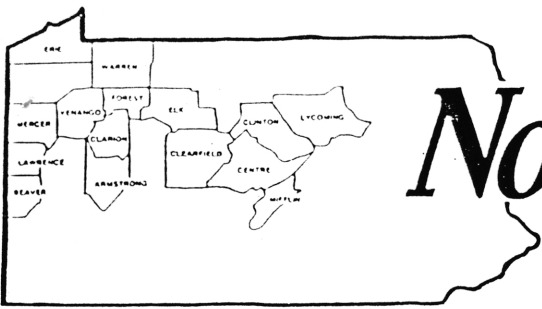 ERIE
WARREN
FOREST
ELK
VENANGO
MERCER
CLARION
CLINTON
LYCOMING
CLEARFIELD
LAWRENCE
CENTRE
ARMSTRONG
BEAVER
MIFFLIN
No